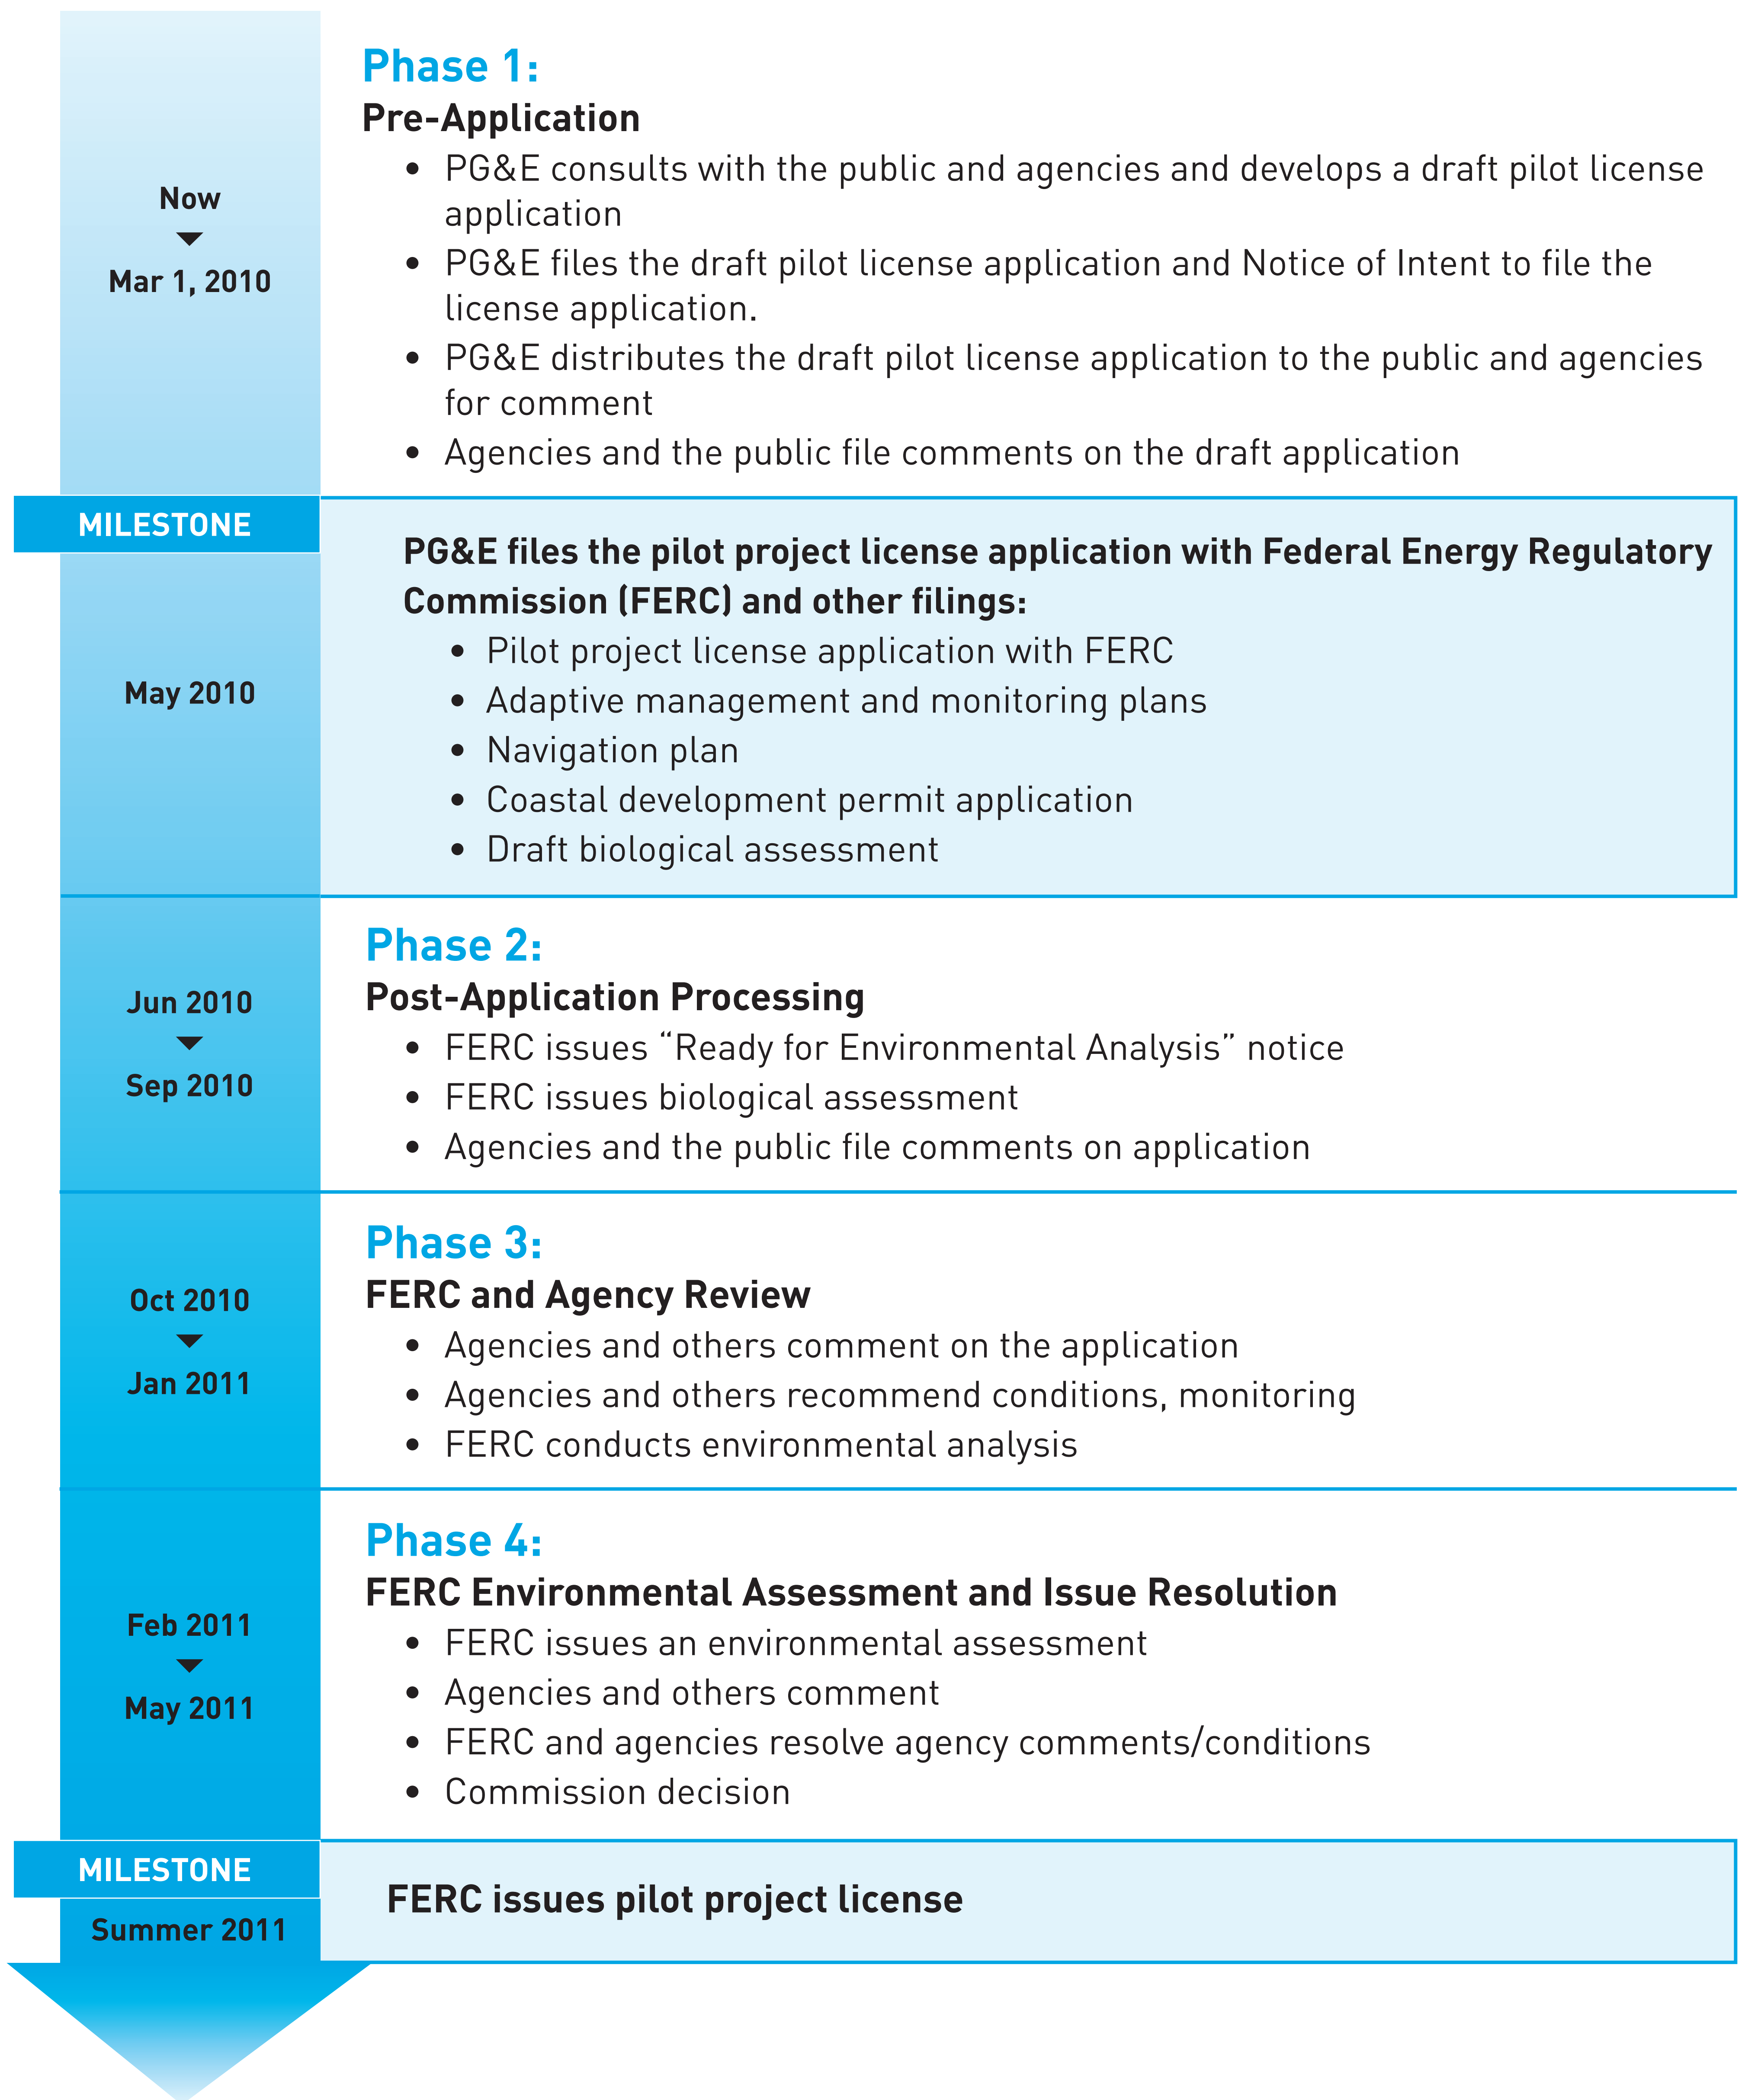 Phase 1:
Pre-Application
Now
Mar 1, 2010
• PG&E consults with the public and agencies and develops a draft pilot license
application
• PG&E files the draft pilot license application and Notice of Intent to file the
license application.
• PG&E distributes the draft pilot license application to the public and agencies
for comment
• Agencies and the public file comments on the draft application
MILESTONE
May 2010
PG&E files the pilot project license application with Federal Energy Regulatory
Commission (FERC) and other filings:
• Pilot project license application with FERC
• Adaptive management and monitoring plans
• Navigation plan
• Coastal development permit application
• Draft biological assessment
Jun 2010
Sep 2010
Phase 2:
Post-Application Processing
• FERC issues “Ready for Environmental Analysis” notice
• FERC issues biological assessment
• Agencies and the public file comments on application
Oct 2010
Jan 2011
Phase 3:
FERC and Agency Review
• Agencies and others comment on the application
• Agencies and others recommend conditions, monitoring
• FERC conducts environmental analysis
Feb 2011
May 2011
Phase 4:
FERC Environmental Assessment and Issue Resolution
• FERC issues an environmental assessment
• Agencies and others comment
• FERC and agencies resolve agency comments/conditions
• Commission decision
MILESTONE
Summer 2011
FERC issues pilot project license